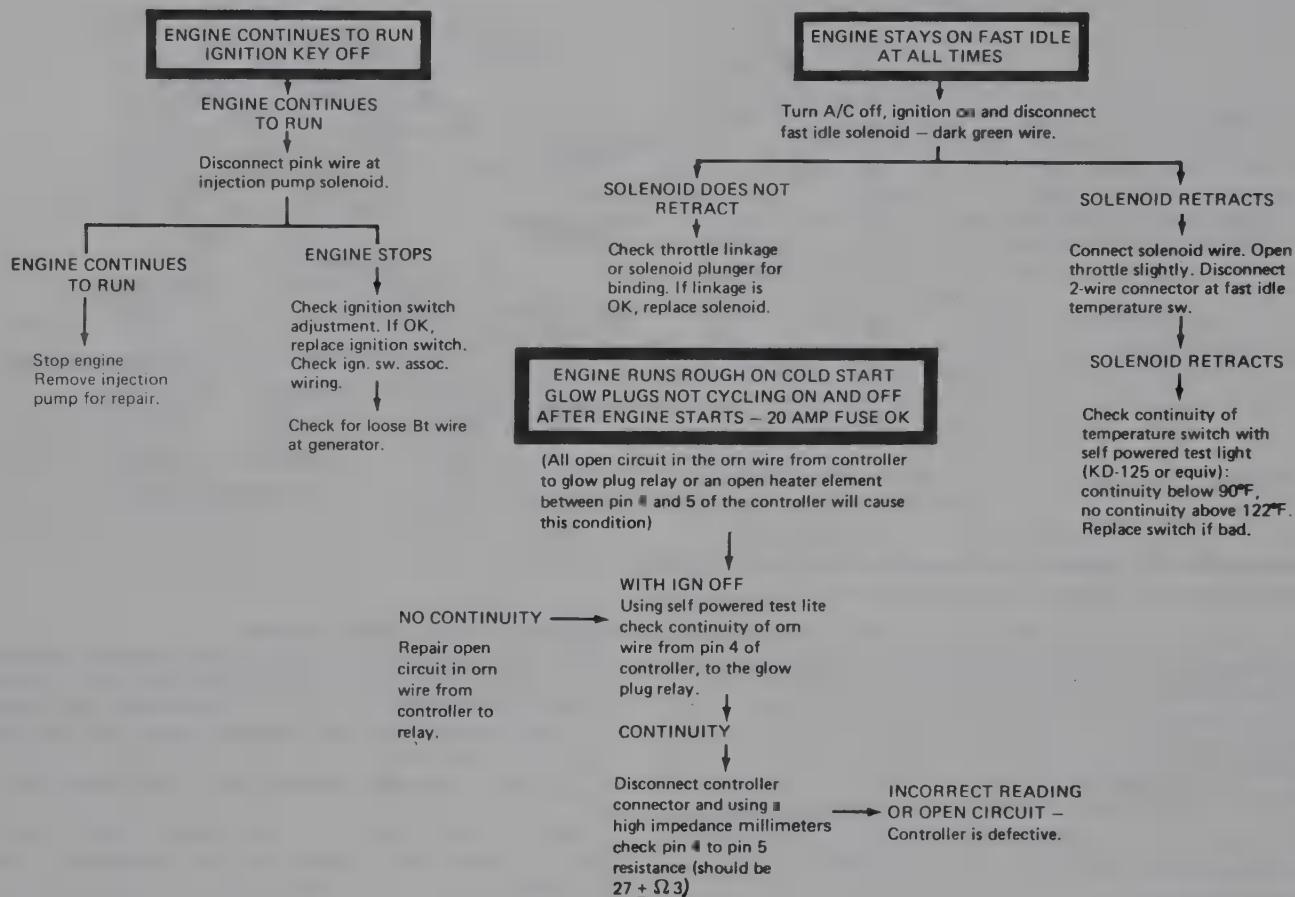 ENGINE CONTINUES TO RUN
IGNITION KEY OFF
ENGINE CONTINUES
TO RUN
Disconnect pink wire at
injection pump solenoid.
ENGINE CONTINUES
TO RUN
Stop engine
Remove injection
pump for repair.
ENGINE STOPS
Check ignition switch
adjustment. If OK,
replace ignition switch.
Check ign. sw. assoc.
wiring.
Check for loose Bt wire
at generator.
ENGINE STAYS ON FAST IDLE
AT ALL TIMES
Turn A/C off, ignition on and disconnect
fast idle solenoid — dark green wire.
SOLENOID DOES NOT
RETRACT
Check throttle linkage
or solenoid plunger for
binding. If linkage is
OK, replace solenoid.
SOLENOID RETRACTS
Connect solenoid wire. Open
throttle slightly. Disconnect
2-wire connector at fast idle
temperature sw.
SOLENOID RETRACTS
Check continuity of
temperature switch with
self powered test light
(KD-125 or equiv):
continuity below 90°F,
no continuity above 122°F.
Replace switch if bad.
ENGINE RUNS ROUGH ON COLD START
GLOW PLUGS NOT CYCLING ON AND OFF
AFTER ENGINE STARTS — 20 AMP FUSE OK
(All open circuit in the orn wire from controller
to glow plug relay or an open heater element
between pin 4 and 5 of the controller will cause
this condition)
WITH IGN OFF
Using self powered test lite
check continuity of orn
wire from pin 4 of
controller, to the glow
plug relay.
NO CONTINUITY
Repair open
circuit in orn
wire from
controller to
relay.
CONTINUITY
Disconnect controller
connector and using a
high impedance millimeters
check pin 4 to pin 5
resistance (should be
27 + Ω 3)
INCORRECT READING
OR OPEN CIRCUIT —
Controller is defective.